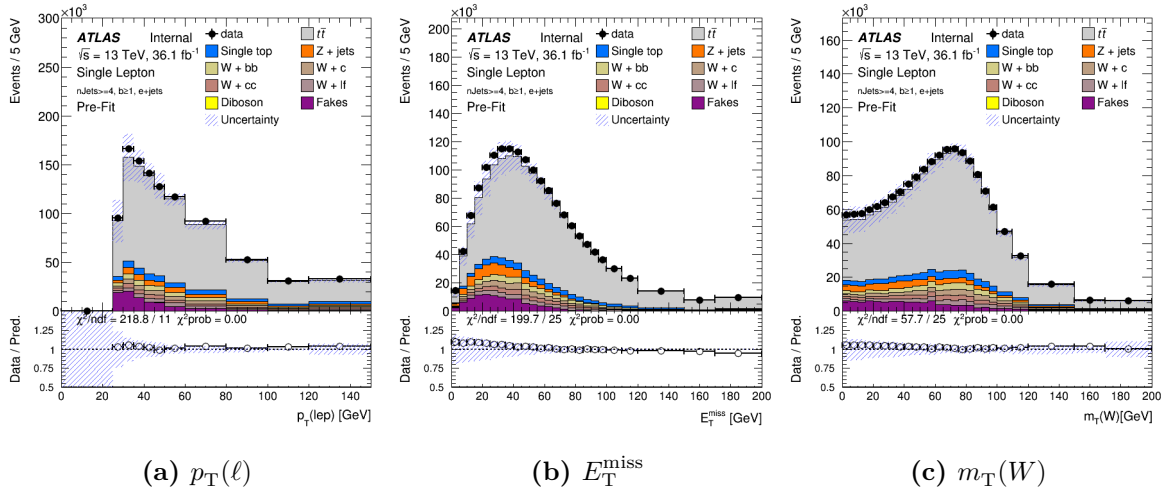 ×10³
300
250
200
150
100
50
0
Events / 5 GeV
ATLAS Internal
√s = 13 TeV, 36.1 fb⁻¹
Single Lepton
nJets>=4, b≥1, e+jets
Pre-Fit
data
tt̄
Single top
Z + jets
W + bb
W + c
W + cc
W + lf
Diboson
Fakes
Uncertainty
χ²/ndf = 218.8 / 11 χ²prob = 0.00
Data / Pred.
1.25
1
0.75
0.5
0 20 40 60 80 100 120 140
p_T(lep) [GeV]
(a) p_T(ℓ)
×10³
200
180
160
140
120
100
80
60
40
20
0
Events / 5 GeV
ATLAS Internal
√s = 13 TeV, 36.1 fb⁻¹
Single Lepton
nJets>=4, b≥1, e+jets
Pre-Fit
data
tt̄
Single top
Z + jets
W + bb
W + c
W + cc
W + lf
Diboson
Fakes
Uncertainty
χ²/ndf = 199.7 / 25 χ²prob = 0.00
Data / Pred.
1.25
1
0.75
0.5
0 20 40 60 80 100 120 140 160 180 200
E_T^miss [GeV]
(b) E_T^miss
×10³
160
140
120
100
80
60
40
20
0
Events / 5 GeV
ATLAS Internal
√s = 13 TeV, 36.1 fb⁻¹
Single Lepton
nJets>=4, b≥1, e+jets
Pre-Fit
data
tt̄
Single top
Z + jets
W + bb
W + c
W + cc
W + lf
Diboson
Fakes
Uncertainty
χ²/ndf = 57.7 / 25 χ²prob = 0.00
Data / Pred.
1.25
1
0.75
0.5
0 20 40 60 80 100 120 140 160 180 200
m_T(W)[GeV]
(c) m_T(W)